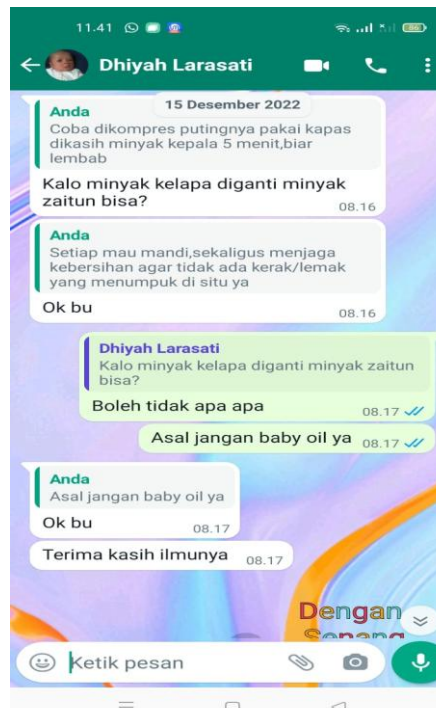 11.41
Dhiyah Larasati
15 Desember 2022
Anda
Coba dikompres putingnya pakai kapas
dikasih minyak kepala 5 menit,biar
lembab
Kalo minyak kelapa diganti minyak
zaitun bisa?
08.16
Anda
Setiap mau mandi,sekaligus menjaga
kebersihan agar tidak ada kerak/lemak
yang menumpuk di situ ya
Ok bu
08.16
Dhiyah Larasati
Kalo minyak kelapa diganti minyak zaitun
bisa?
Boleh tidak apa apa
08.17
Asal jangan baby oil ya 08.17
Anda
Asal jangan baby oil ya
Ok bu
08.17
Terima kasih ilmunya 08.17
Dengan
Senang
Ketik pesan